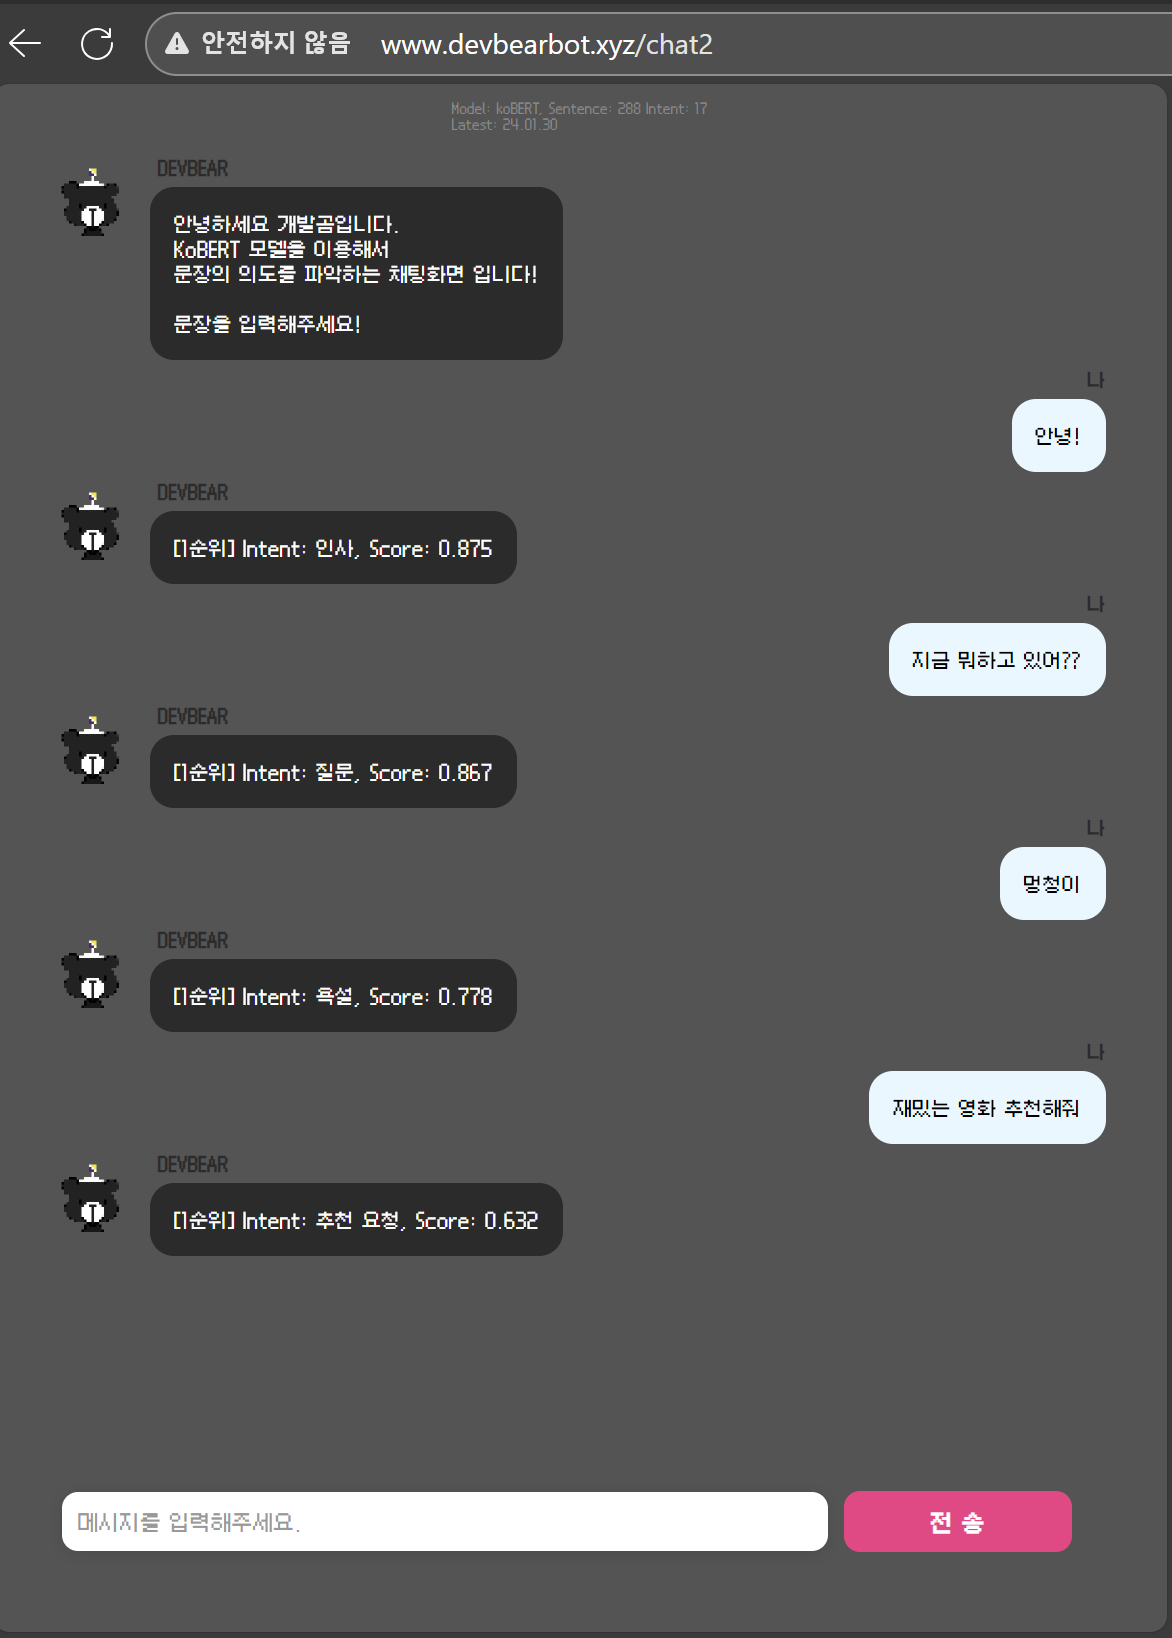 안전하지 않음 www.devbearbot.xyz/chat2
Model: koBERT, Sentence: 288 Intent: 17
Latest: 24.01.30
DEVBEAR
안녕하세요 개발곰입니다.
KoBERT 모델을 이용해서
문장의 의도를 파악하는 채팅화면 입니다!
문장을 입력해주세요!
나
안녕!
DEVBEAR
[1순위] Intent: 인사, Score: 0.875
나
지금 뭐하고 있어??
DEVBEAR
[1순위] Intent: 질문, Score: 0.867
나
멍청이
DEVBEAR
[1순위] Intent: 욕설, Score: 0.778
나
재밌는 영화 추천해줘
DEVBEAR
[1순위] Intent: 추천 요청, Score: 0.632
메시지를 입력해주세요.
전 송